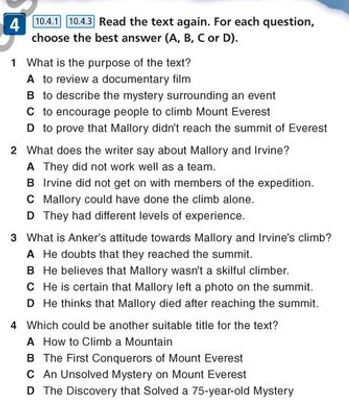 4 10.4.1 10.4.3 Read the text again. For each question,
choose the best answer (A, B, C or D).
1 What is the purpose of the text?
A to review a documentary film
B to describe the mystery surrounding an event
C to encourage people to climb Mount Everest
D to prove that Mallory didn't reach the summit of Everest
2 What does the writer say about Mallory and Irvine?
A They did not work well as a team.
B Irvine did not get on with members of the expedition.
C Mallory could have done the climb alone.
D They had different levels of experience.
3 What is Anker's attitude towards Mallory and Irvine's climb?
A He doubts that they reached the summit.
B He believes that Mallory wasn't a skilful climber.
C He is certain that Mallory left a photo on the summit.
D He thinks that Mallory died after reaching the summit.
4 Which could be another suitable title for the text?
A How to Climb a Mountain
B The First Conquerors of Mount Everest
C An Unsolved Mystery on Mount Everest
D The Discovery that Solved a 75-year-old Mystery